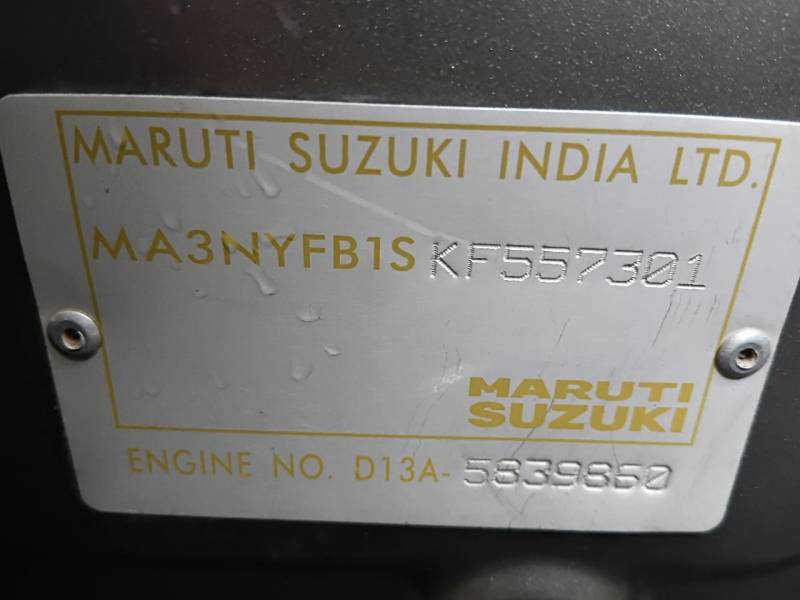 MARUTI SUZUKI INDIA LTD.
MA3NYFB1SKF557301
MARUTI
SUZUKI
ENGINE NO. D13A-5839860